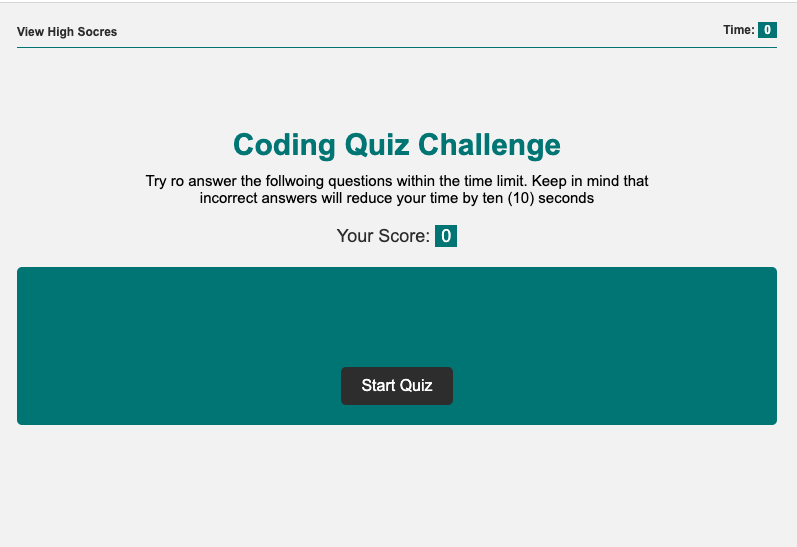 View High Socres
Time: 0
Coding Quiz Challenge
Try ro answer the follwoing questions within the time limit. Keep in mind that
incorrect answers will reduce your time by ten (10) seconds
Your Score: 0
Start Quiz